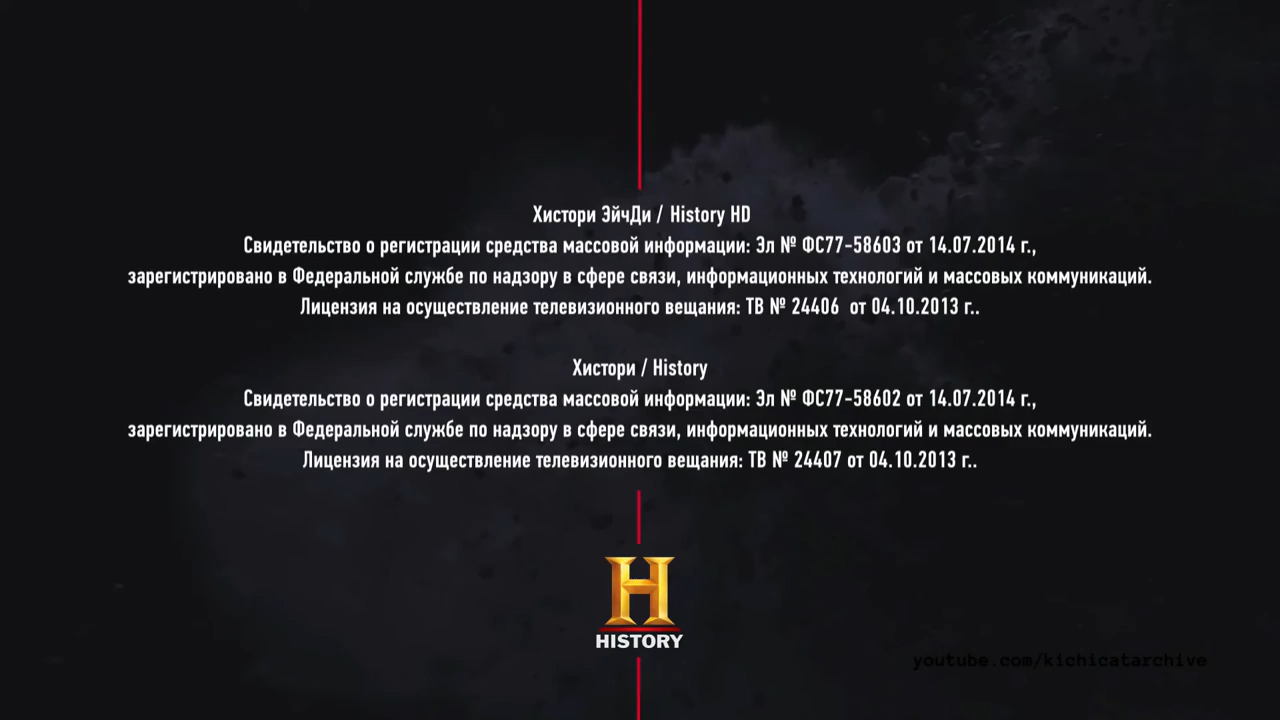 Хистори ЭйчДи / History HD
Свидетельство о регистрации средства массовой информации: Эл № ФС77-58603 от 14.07.2014 г.,
зарегистрировано в Федеральной службе по надзору в сфере связи, информационных технологий и массовых коммуникаций.
Лицензия на осуществление телевизионного вещания: ТВ № 24406 от 04.10.2013 г..
Хистори / History
Свидетельство о регистрации средства массовой информации: Эл № ФС77-58602 от 14.07.2014 г.,
зарегистрировано в Федеральной службе по надзору в сфере связи, информационных технологий и массовых коммуникаций.
Лицензия на осуществление телевизионного вещания: ТВ № 24407 от 04.10.2013 г..
H
HISTORY
youtube.com/kichicatarchive